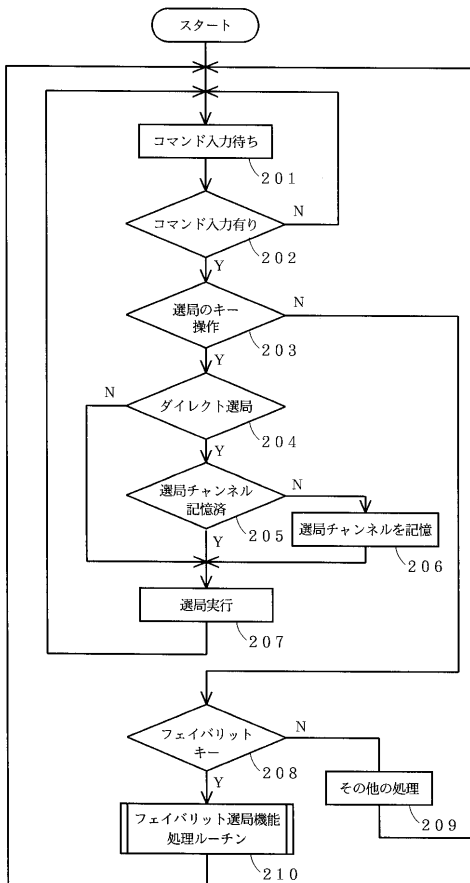 スタート
コマンド入力待ち
201
コマンド入力有り
N
202
Y
選局のキー
操作
N
203
Y
N
ダイレクト選局
204
Y
選局チャンネル
記憶済
N
205
Y
選局チャンネルを記憶
206
選局実行
207
フェイバリット
キー
N
208
Y
その他の処理
209
フェイバリット選局機能
処理ルーチン
210